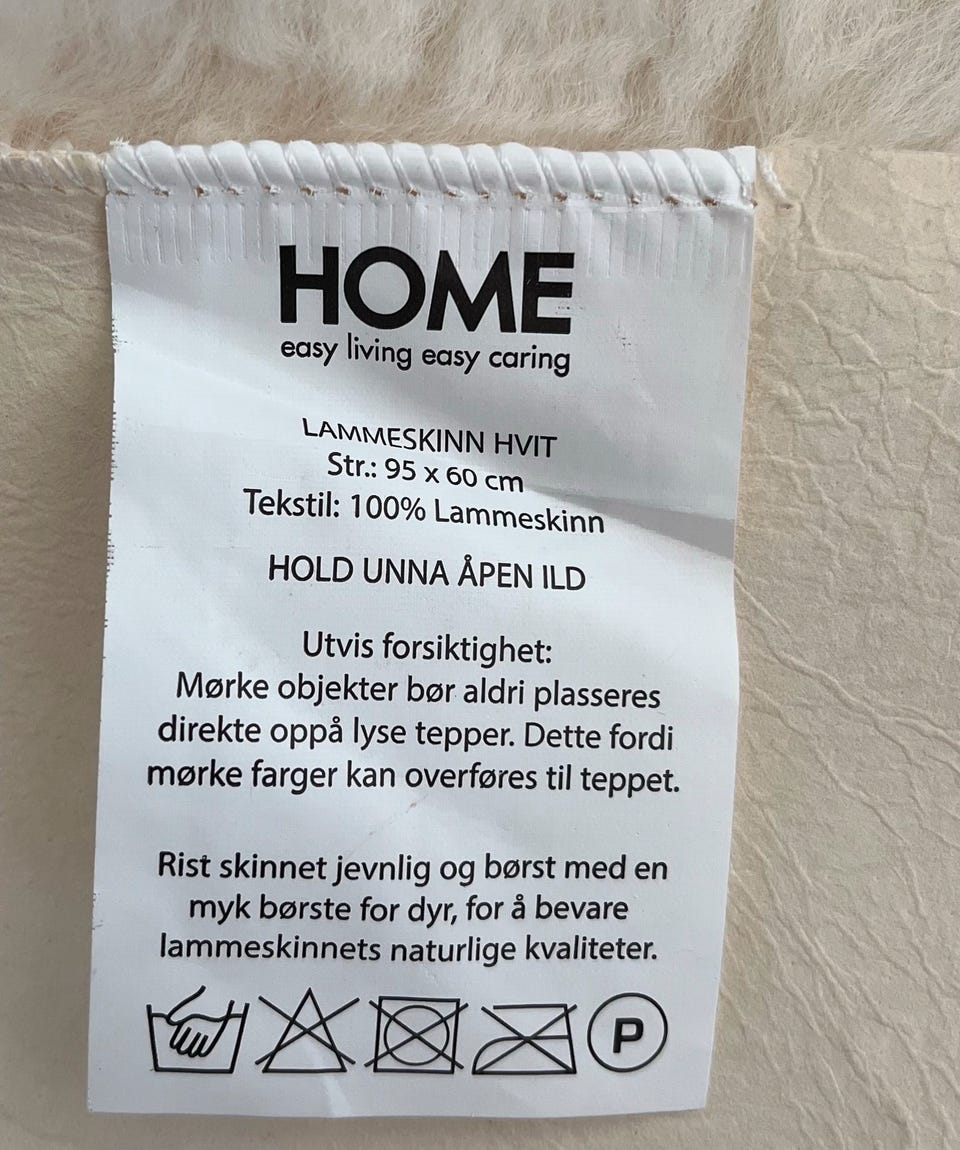 HOME
easy living easy caring
LAMMESKINN HVIT
Str.: 95 x 60 cm
Tekstil: 100% Lammeskinn
HOLD UNNA ÅPEN ILD
Utvis forsiktighet:
Mørke objekter bør aldri plasseres
direkte oppå lyse tepper. Dette fordi
mørke farger kan overføres til teppet.
Rist skinnet jevnlig og børst med en
myk børste for dyr, for å bevare
lammeskinnets naturlige kvaliteter.
P